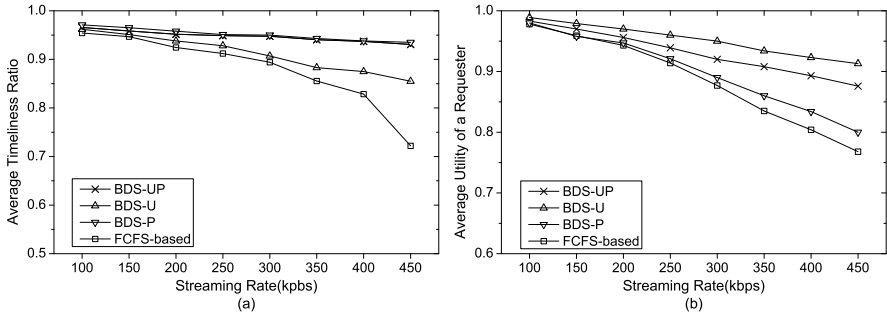 1.0
0.9
0.8
0.7
0.6
0.5
Average Timeliness Ratio
BDS-UP
BDS-U
BDS-P
FCFS-based
100 150 200 250 300 350 400 450
Streaming Rate(kpbs)
(a)
1.0
0.9
0.8
0.7
0.6
Average Utility of a Requester
BDS-UP
BDS-U
BDS-P
FCFS-based
100 150 200 250 300 350 400 450
Streaming Rate(kbps)
(b)